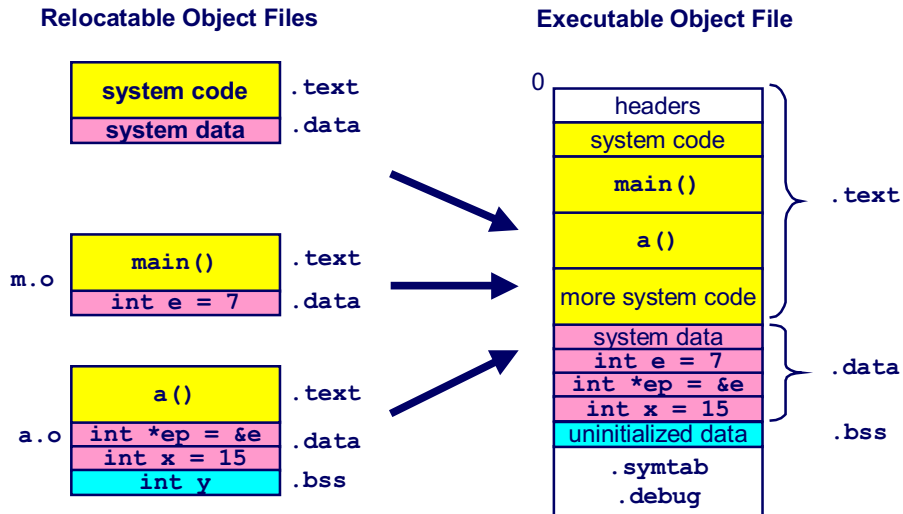 Relocatable Object Files
system code
.text
system data
.data
m.o
main()
.text
int e = 7
.data
a.o
a()
.text
int *ep = &e
.data
int x = 15
int y
.bss
Executable Object File
0
headers
system code
main()
a()
more system code
.text
system data
int e = 7
int *ep = &e
int x = 15
.data
uninitialized data
.bss
.symtab
.debug